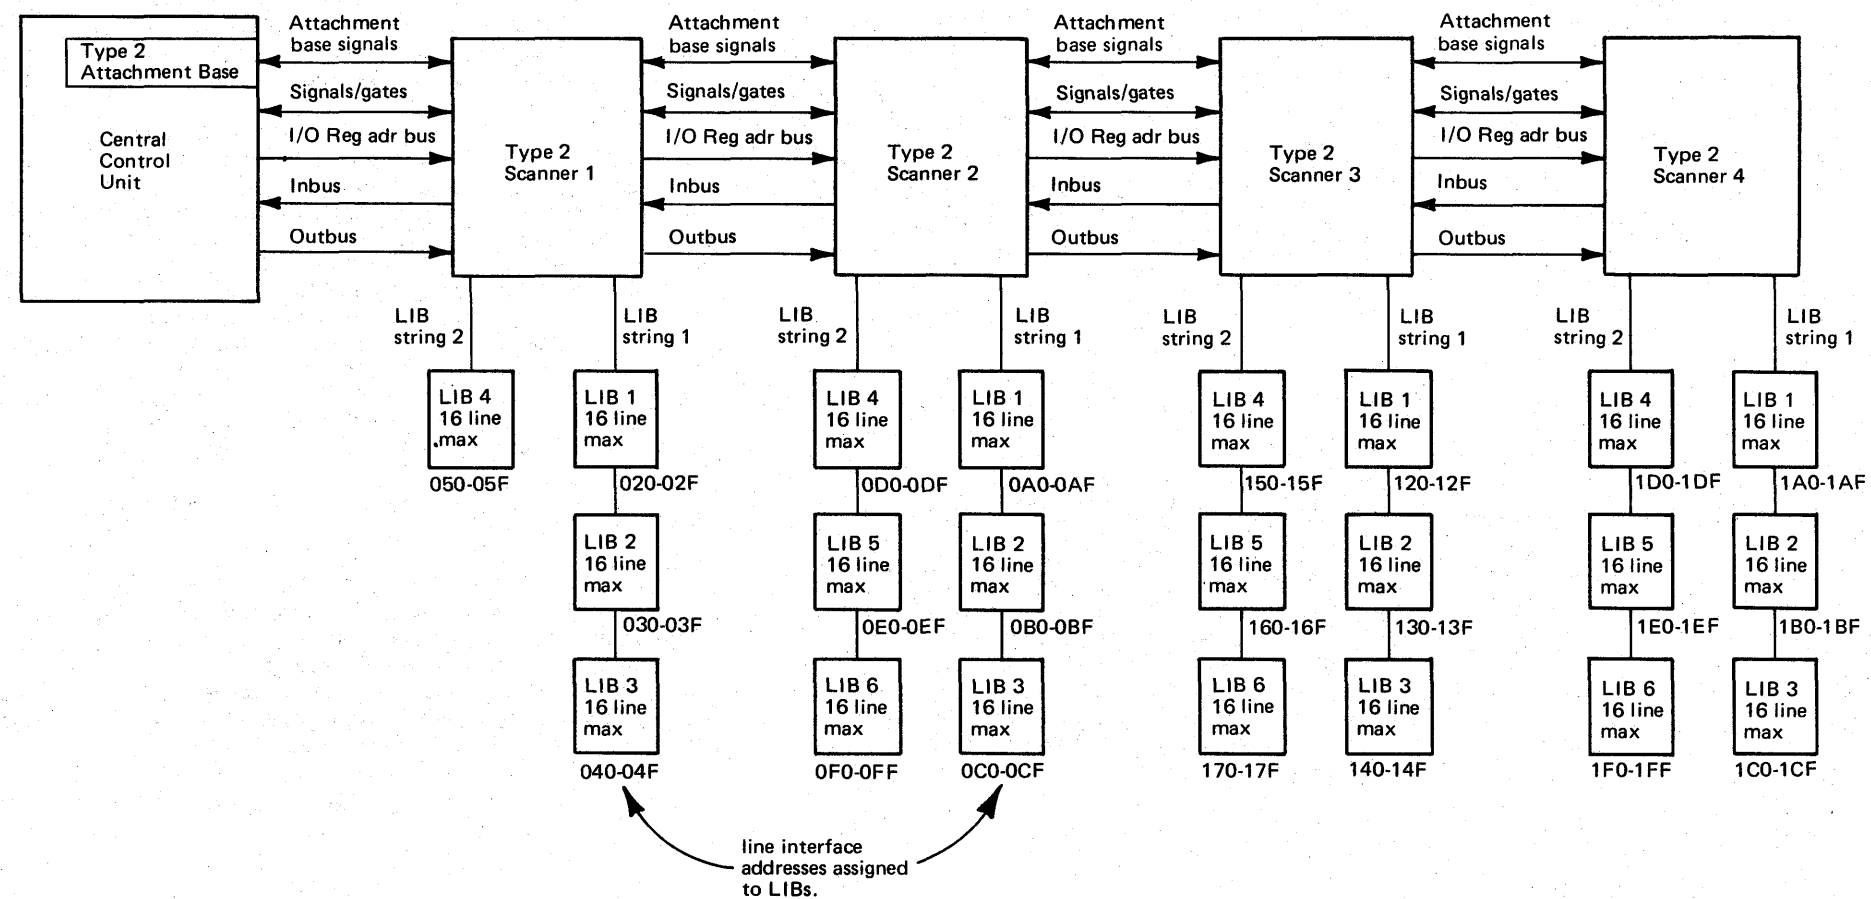 Type 2
Attachment Base
Central
Control
Unit
Attachment
base signals
Signals/gates
I/O Reg adr bus
Inbus
Outbus
Type 2
Scanner 1
Attachment
base signals
Signals/gates
I/O Reg adr bus
Inbus
Outbus
Type 2
Scanner 2
Attachment
base signals
Signals/gates
I/O Reg adr bus
Inbus
Outbus
Type 2
Scanner 3
Attachment
base signals
Signals/gates
I/O Reg adr bus
Inbus
Outbus
Type 2
Scanner 4
LIB
string 2
LIB
string 1
LIB 4
16 line
max
050-05F
LIB 1
16 line
max
020-02F
LIB 2
16 line
max
030-03F
LIB 3
16 line
max
040-04F
LIB
string 2
LIB
string 1
LIB 4
16 line
max
0D0-0DF
LIB 5
16 line
max
0E0-0EF
LIB 6
16 line
max
0F0-0FF
LIB 1
16 line
max
0A0-0AF
LIB 2
16 line
max
0B0-0BF
LIB 3
16 line
max
0C0-0CF
LIB
string 2
LIB
string 1
LIB 4
16 line
max
150-15F
LIB 5
16 line
max
160-16F
LIB 6
16 line
max
170-17F
LIB 1
16 line
max
120-12F
LIB 2
16 line
max
130-13F
LIB 3
16 line
max
140-14F
LIB
string 2
LIB
string 1
LIB 4
16 line
max
1D0-1DF
LIB 5
16 line
max
1E0-1EF
LIB 6
16 line
max
1F0-1FF
LIB 1
16 line
max
1A0-1AF
LIB 2
16 line
max
1B0-1BF
LIB 3
16 line
max
1C0-1CF
line interface
addresses assigned
to LIBs.